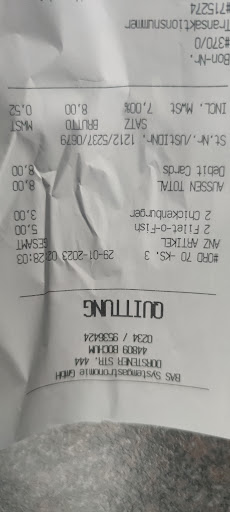 BAS Systemgastronomie GmbH
DORSTENER STR. 444
44809 BOCHUM
0234 / 9536424
QUITTUNG
#ORD 70 -KS. 3 29-01-2023 02:28:03
ANZ ARTIKEL GESAMT
2 Filet-o-Fish 5,00
2 Chickenburger 3,00
AUSSEN TOTAL 8,00
Debit Cards 8,00
St.Nr./UStIDNr. 1212/5237/0679
SATZ BRUTTO MWST
INCL. MwSt 7,00% 8,00 0,52
Bon-Nr.
#370/0/
Transaktionsnummer
#715274